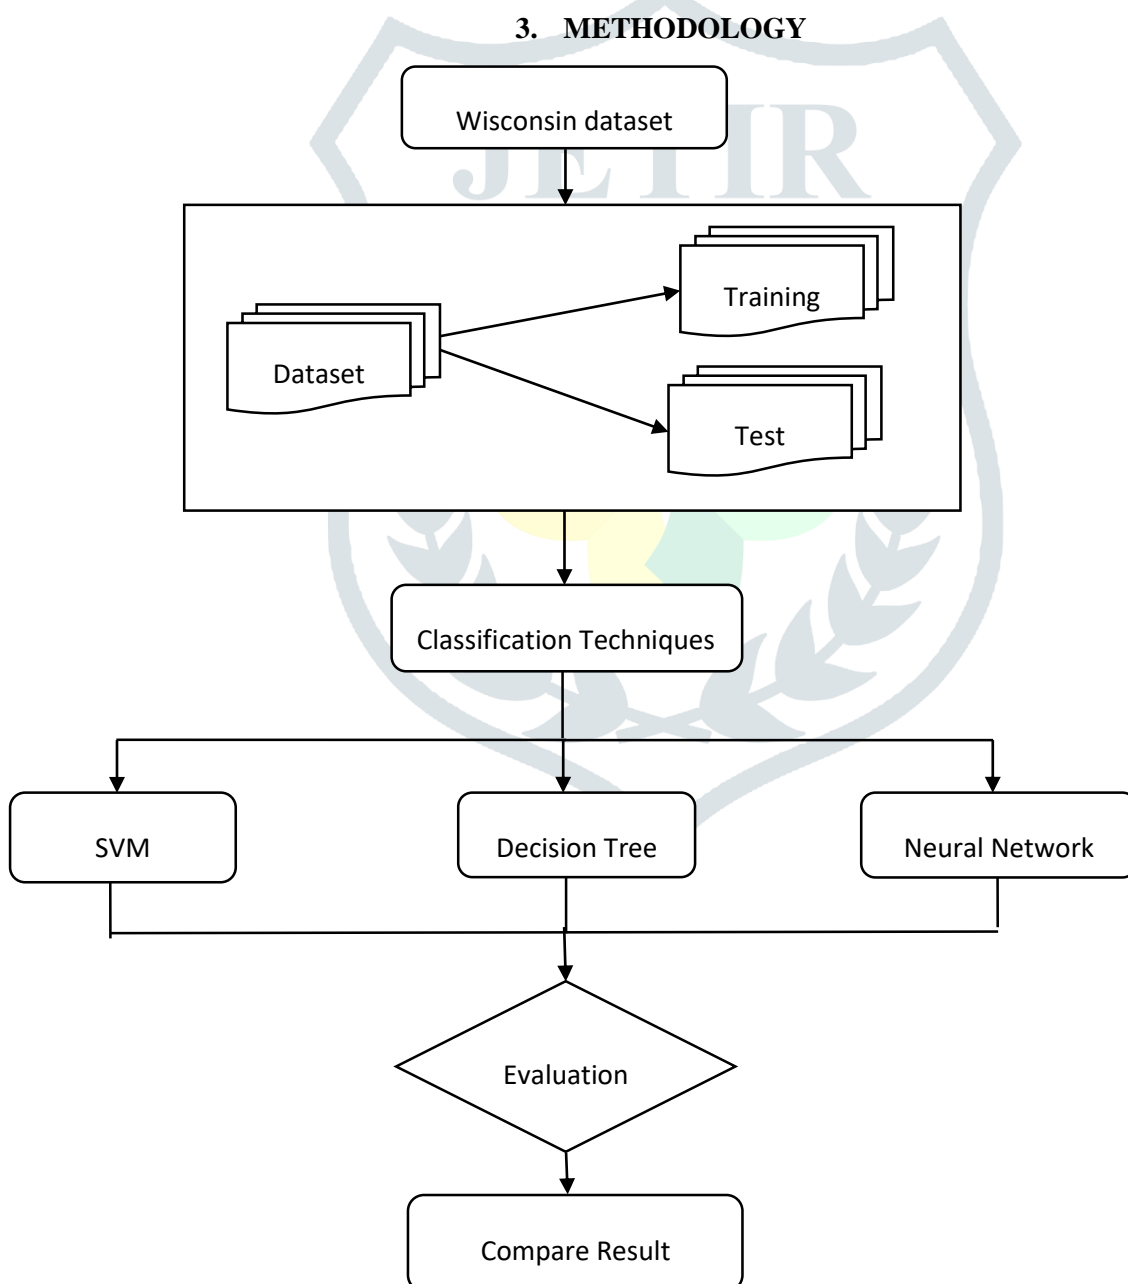 3. METHODOLOGY
JETIR
Wisconsin dataset
Training
Dataset
Test
Classification Techniques
SVM
Decision Tree
Neural Network
Evaluation
Compare Result